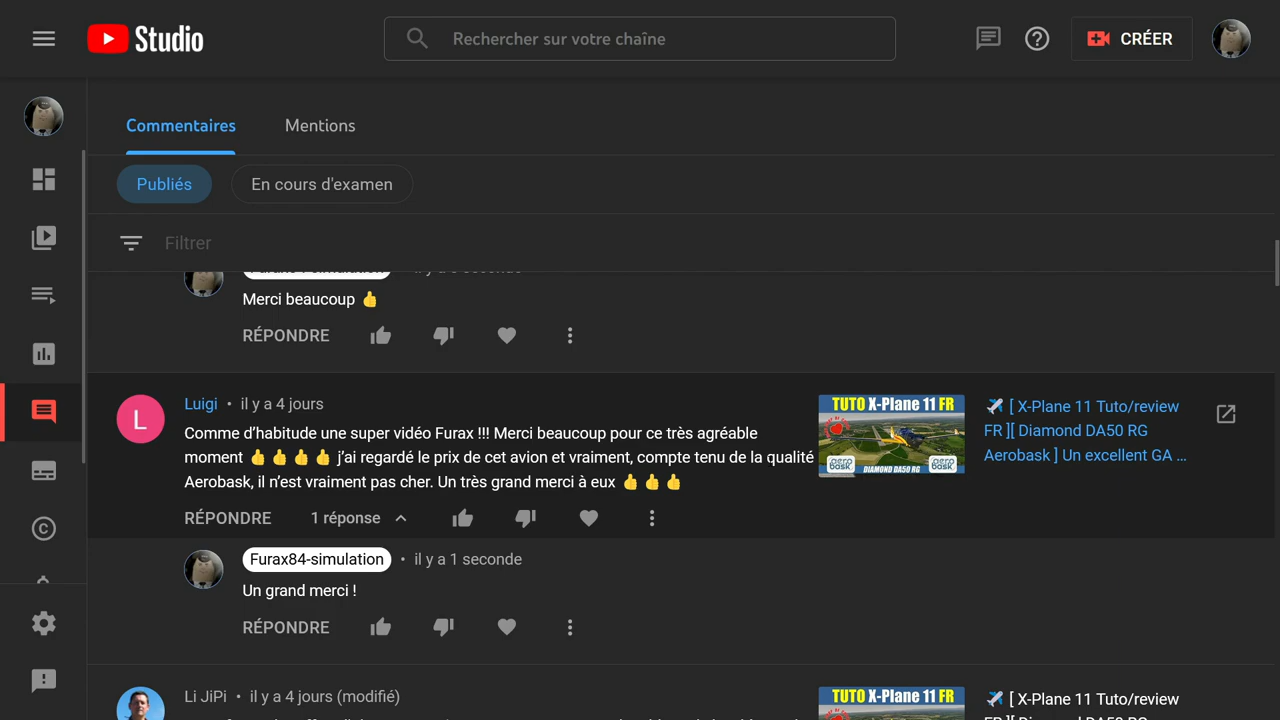 Studio
Rechercher sur votre chaîne
CRÉER
Commentaires
Mentions
Publiés
En cours d'examen
Filtrer
Merci beaucoup 👍
RÉPONDRE
Luigi • il y a 4 jours
Comme d’habitude une super vidéo Furax !!! Merci beaucoup pour ce très agréable
moment 👍 👍 👍 👍 j’ai regardé le prix de cet avion et vraiment, compte tenu de la qualité
Aerobask, il n’est vraiment pas cher. Un très grand merci à eux 👍 👍 👍
RÉPONDRE
1 réponse
TUTO X-PLANE 11 FR
aero bask
DIAMOND DA50 RG
aero bask
✈️ [ X-Plane 11 Tuto/review
FR ][ Diamond DA50 RG
Aerobask ] Un excellent GA ...
L
Furax84-simulation • il y a 1 seconde
Un grand merci !
RÉPONDRE
Li JiPi • il y a 4 jours (modifié)
TUTO X-PLANE 11 FR
✈️ [ X-Plane 11 Tuto/review